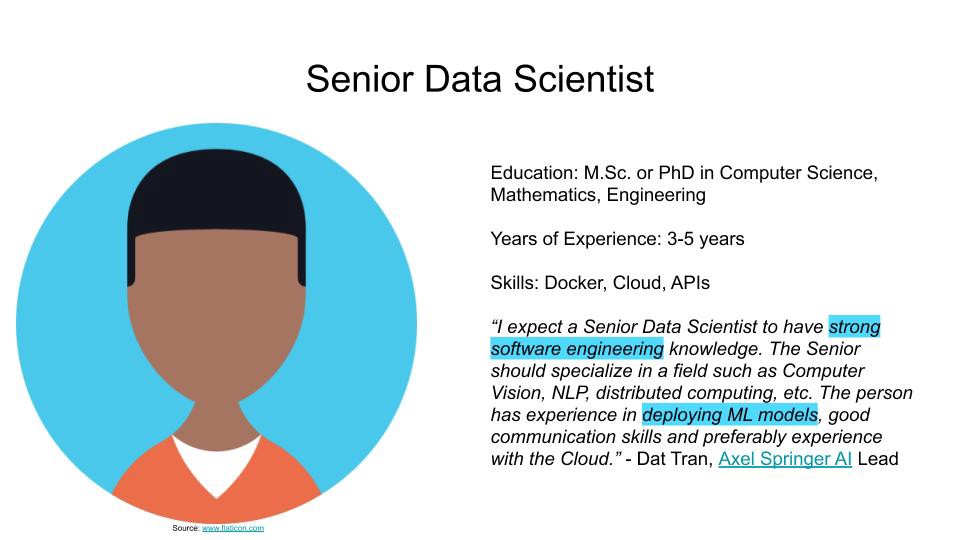 Senior Data Scientist
Education: M.Sc. or PhD in Computer Science,
Mathematics, Engineering
Years of Experience: 3-5 years
Skills: Docker, Cloud, APIs
“I expect a Senior Data Scientist to have strong
software engineering knowledge. The Senior
should specialize in a field such as Computer
Vision, NLP, distributed computing, etc. The person
has experience in deploying ML models, good
communication skills and preferably experience
with the Cloud.” - Dat Tran, Axel Springer AI Lead
Source: www.flaticon.com